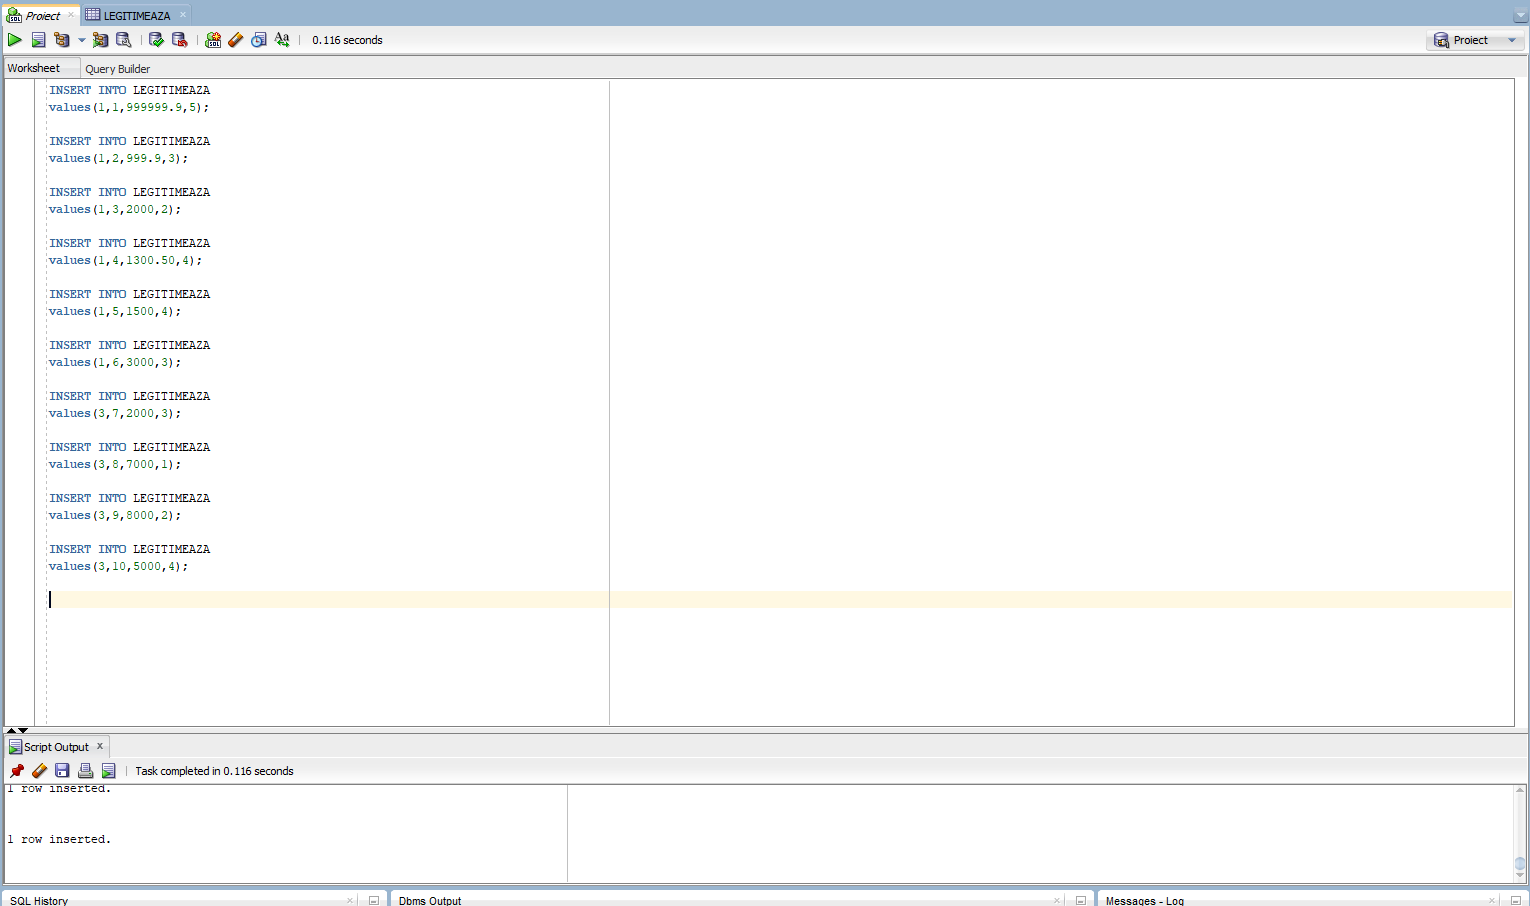 Project
LEGITIMEAZA
0.116 seconds
Project
Worksheet
Query Builder
INSERT INTO LEGITIMEAZA
values(1,1,999999.9,5);
INSERT INTO LEGITIMEAZA
values(1,2,999.9,3);
INSERT INTO LEGITIMEAZA
values(1,3,2000,2);
INSERT INTO LEGITIMEAZA
values(1,4,1300.50,4);
INSERT INTO LEGITIMEAZA
values(1,5,1500,4);
INSERT INTO LEGITIMEAZA
values(1,6,3000,3);
INSERT INTO LEGITIMEAZA
values(3,7,2000,3);
INSERT INTO LEGITIMEAZA
values(3,8,7000,1);
INSERT INTO LEGITIMEAZA
values(3,9,8000,2);
INSERT INTO LEGITIMEAZA
values(3,10,5000,4);
Script Output
Task completed in 0.116 seconds
1 row inserted.
1 row inserted.
SQL History
Dbms Output
Messages - Log